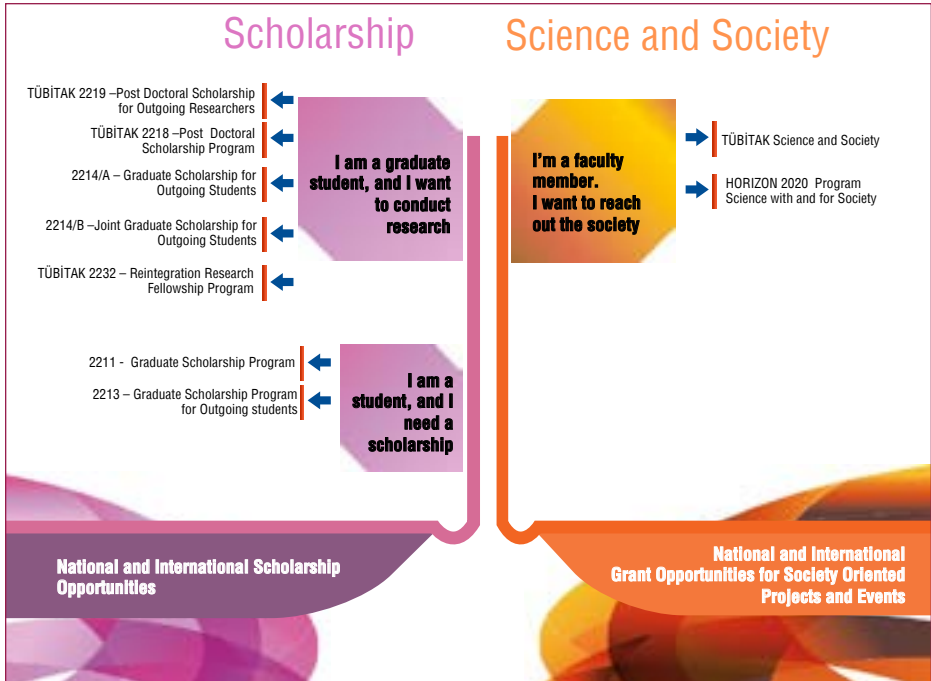 Scholarship
TÜBİTAK 2219 –Post Doctoral Scholarship
for Outgoing Researchers
TÜBİTAK 2218 –Post Doctoral
Scholarship Program
2214/A – Graduate Scholarship for
Outgoing Students
2214/B –Joint Graduate Scholarship for
Outgoing Students
TÜBİTAK 2232 – Reintegration Research
Fellowship Program
I am a graduate
student, and I want
to conduct
research
2211 - Graduate Scholarship Program
2213 – Graduate Scholarship Program
for Outgoing students
I am a
student, and I
need a
scholarship
National and International Scholarship
Opportunities
Science and Society
I'm a faculty
member.
I want to reach
out the society
TÜBİTAK Science and Society
HORIZON 2020 Program
Science with and for Society
National and International
Grant Opportunities for Society Oriented
Projects and Events